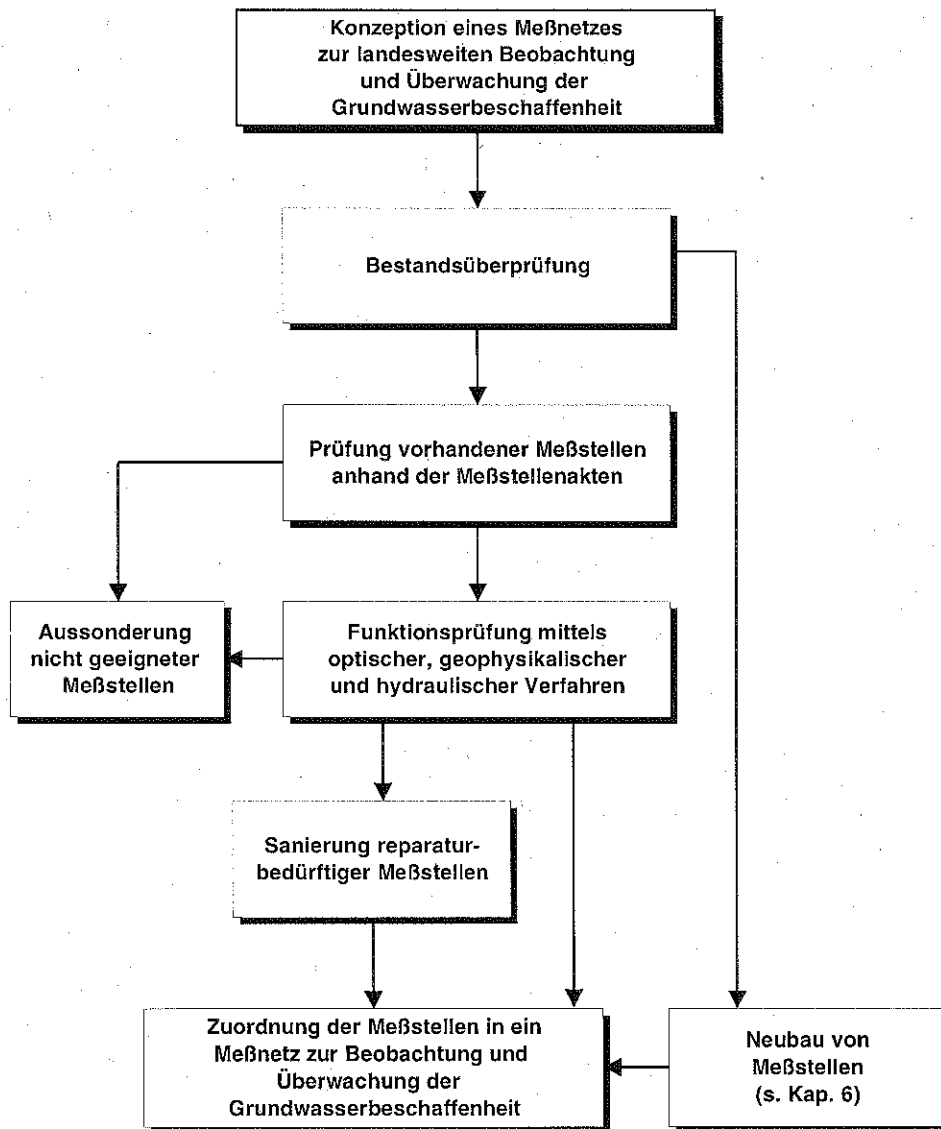 Konzeption eines Meßnetzes
zur landesweiten Beobachtung
und Überwachung der
Grundwasserbeschaffenheit
Bestandsüberprüfung
Prüfung vorhandener Meßstellen
anhand der Meßstellenakten
Aussonderung
nicht geeigneter
Meßstellen
Funktionsprüfung mittels
optischer, geophysikalischer
und hydraulischer Verfahren
Sanierung reparatur-
bedürftiger Meßstellen
Zuordnung der Meßstellen in ein
Meßnetz zur Beobachtung und
Überwachung der
Grundwasserbeschaffenheit
Neubau von
Meßstellen
(s. Kap. 6)